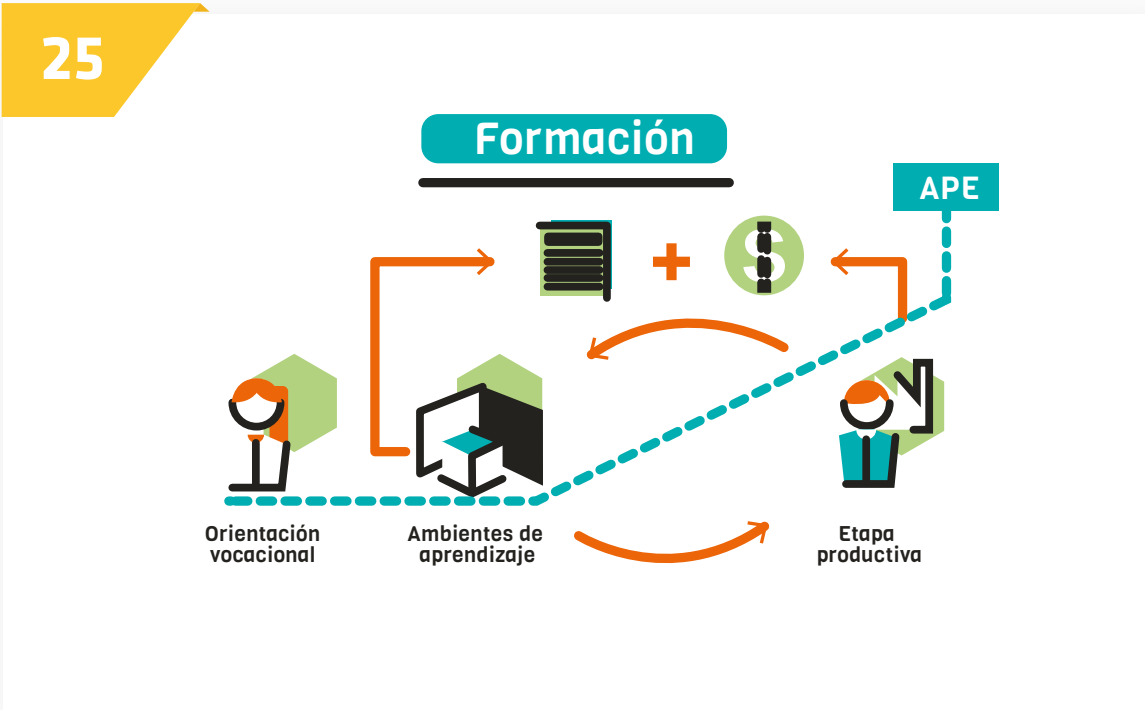 25
Formación
APE
+
$
Orientación
vocacional
Ambientes de
aprendizaje
Etapa
productiva